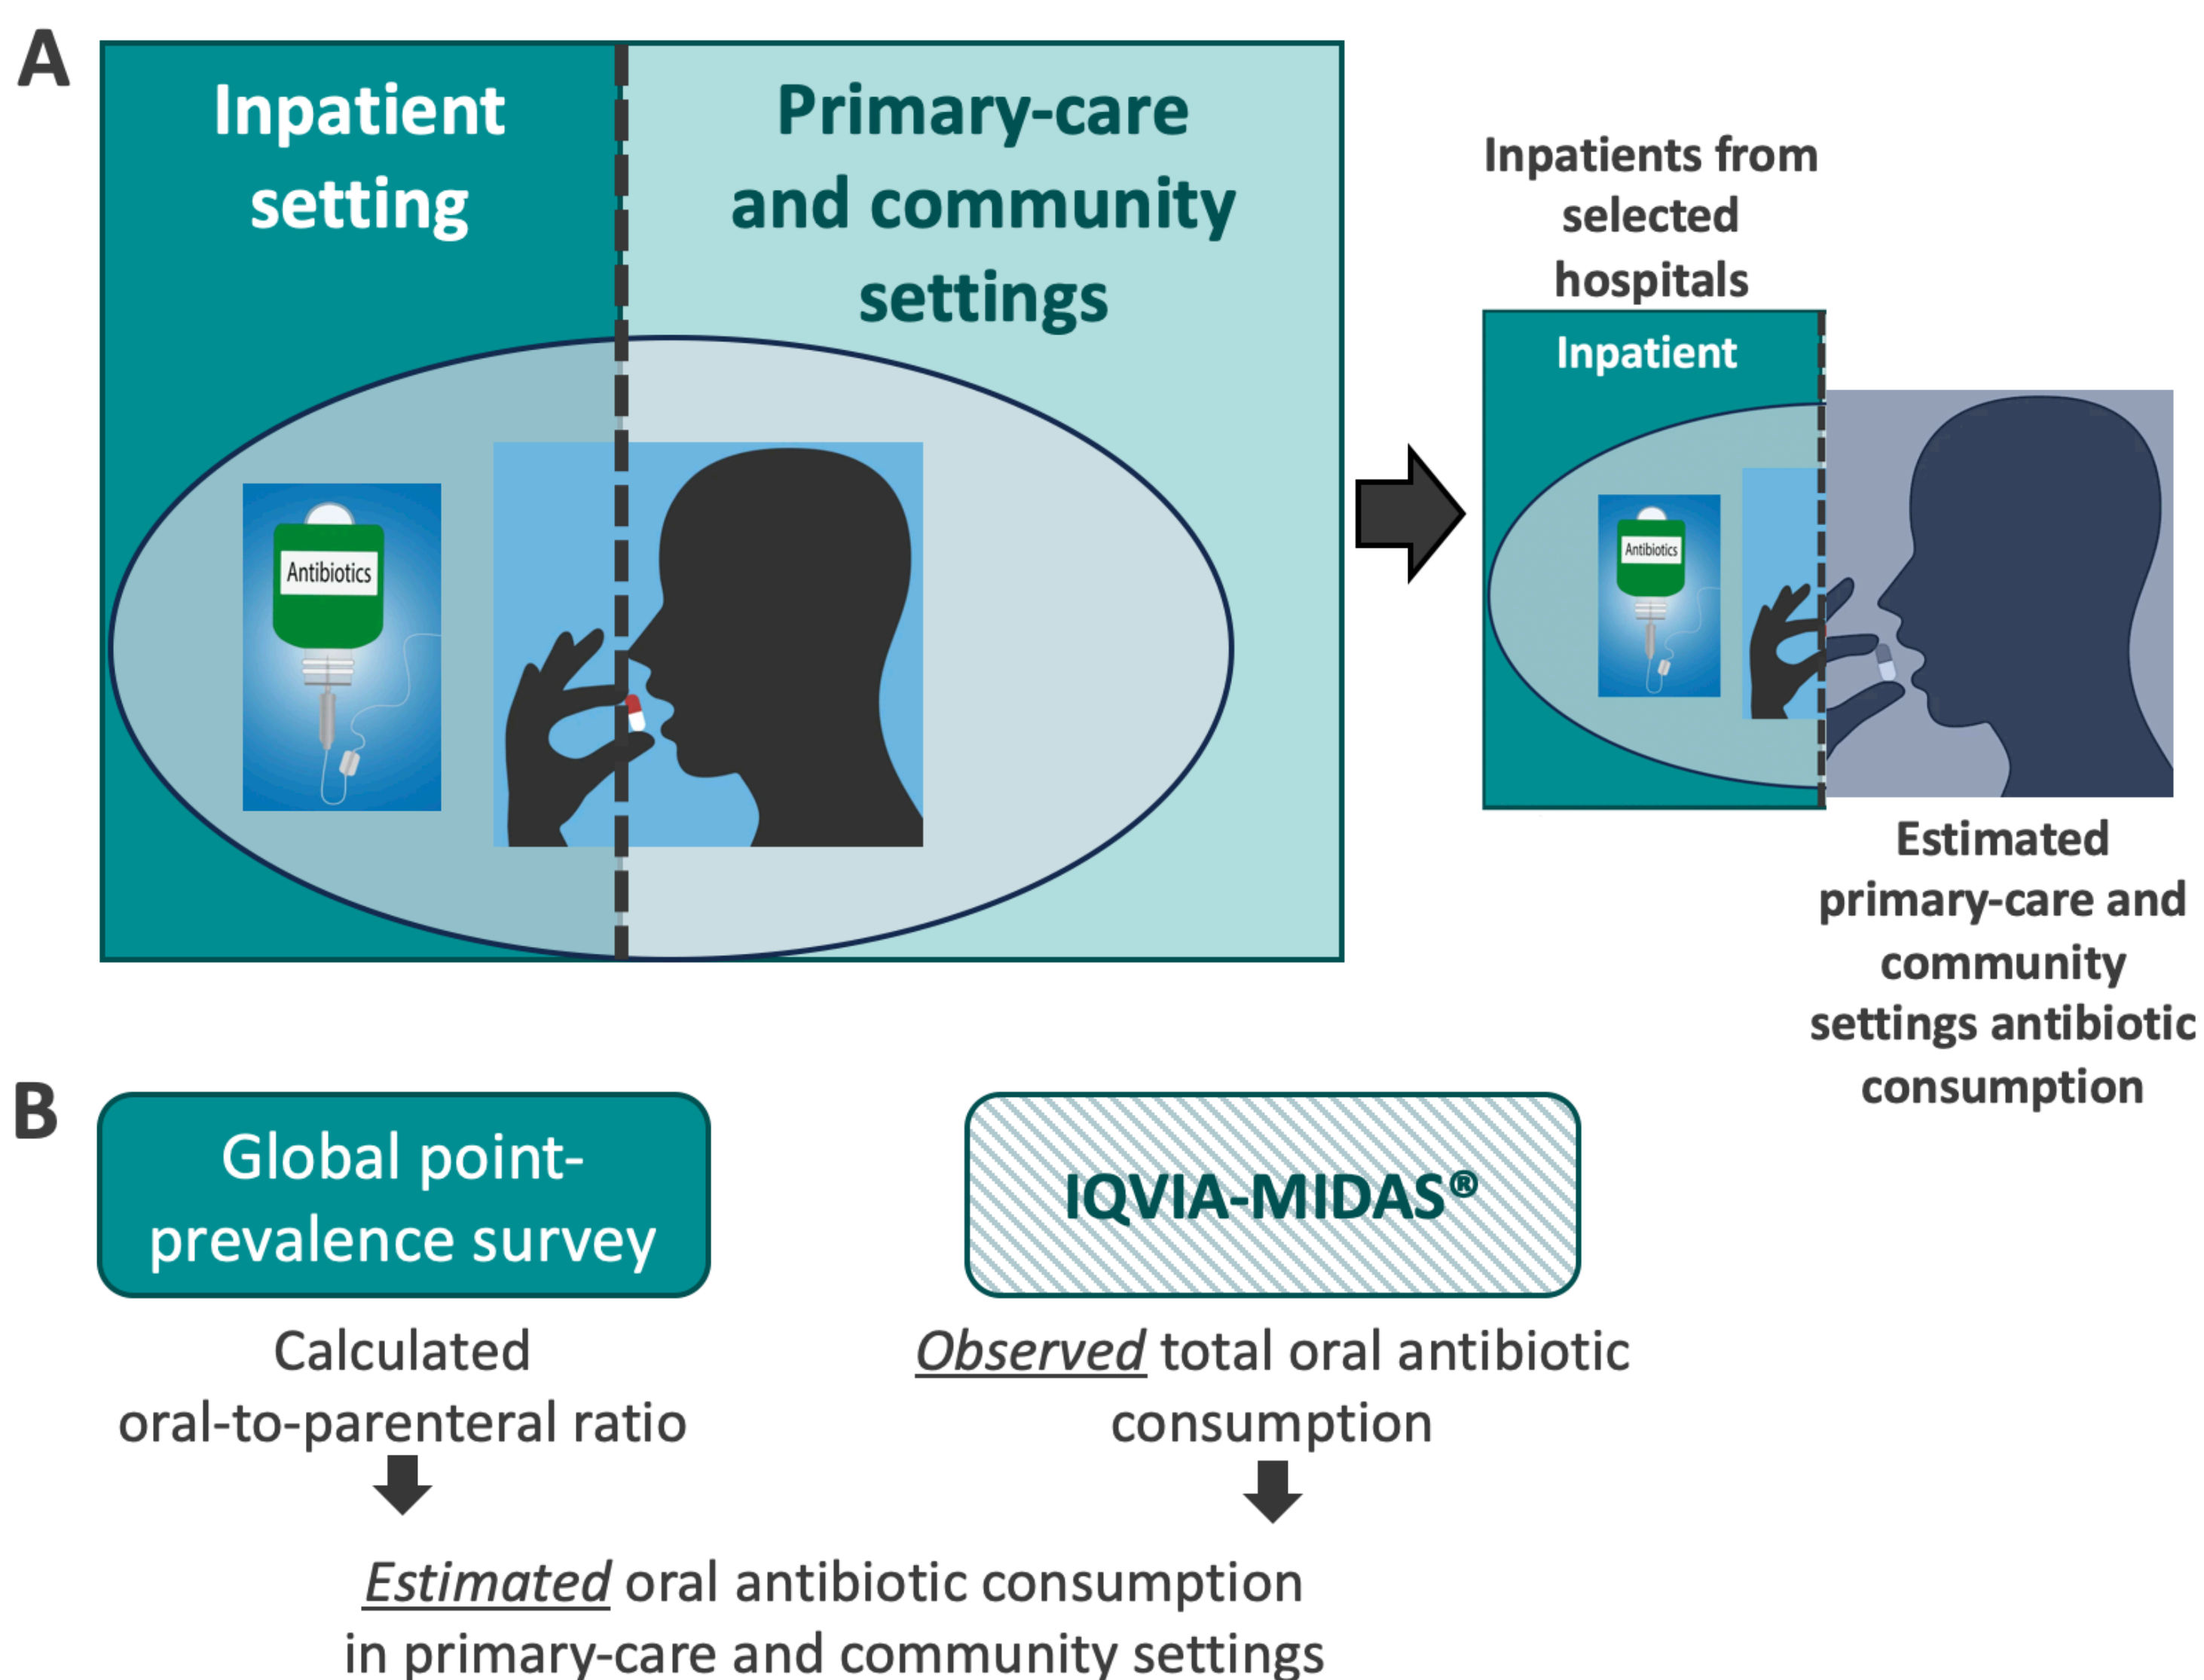 A
Inpatient
setting
Primary-care
and community
settings
Antibiotics
Inpatients from
selected
hospitals
Inpatient
Antibiotics
Estimated
primary-care and
community
settings antibiotic
consumption
B
Global point-
prevalence survey
IQVIA-MIDAS®
Calculated
oral-to-parenteral ratio
Observed total oral antibiotic
consumption
Estimated oral antibiotic consumption
in primary-care and community settings